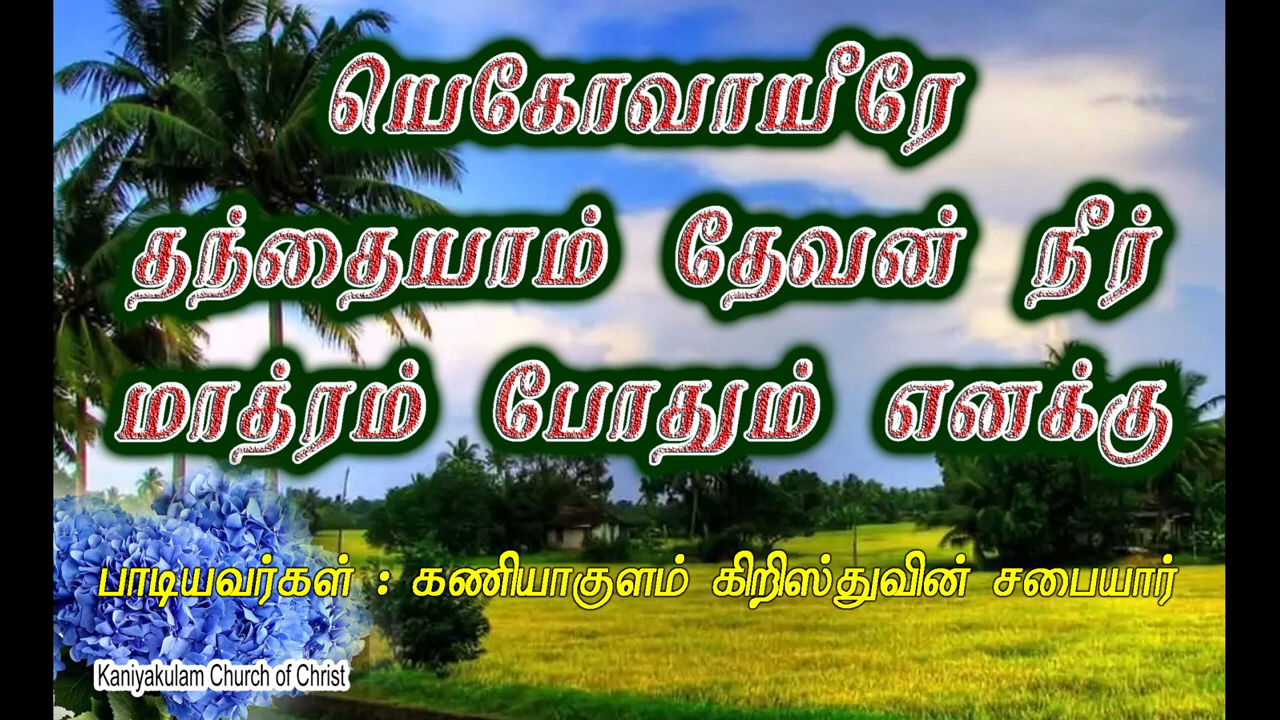 யெகோவாயீரே
தந்தையாம் தேவன் நீர்
மாத்ரம் போதும் எனக்கு
பாடியவர்கள் : கணியாகுளம் கிறிஸ்துவின் சபையார்
Kaniyakulam Church of Christ